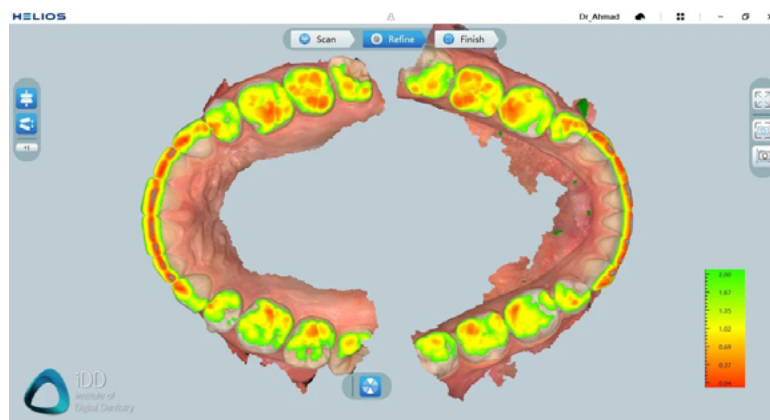 HELIOS
Dr_Ahmad
Scan
Refine
Finish
2.00
1.67
1.35
1.02
0.69
0.37
0.04
iDD
Institute of
Digital Dentistry